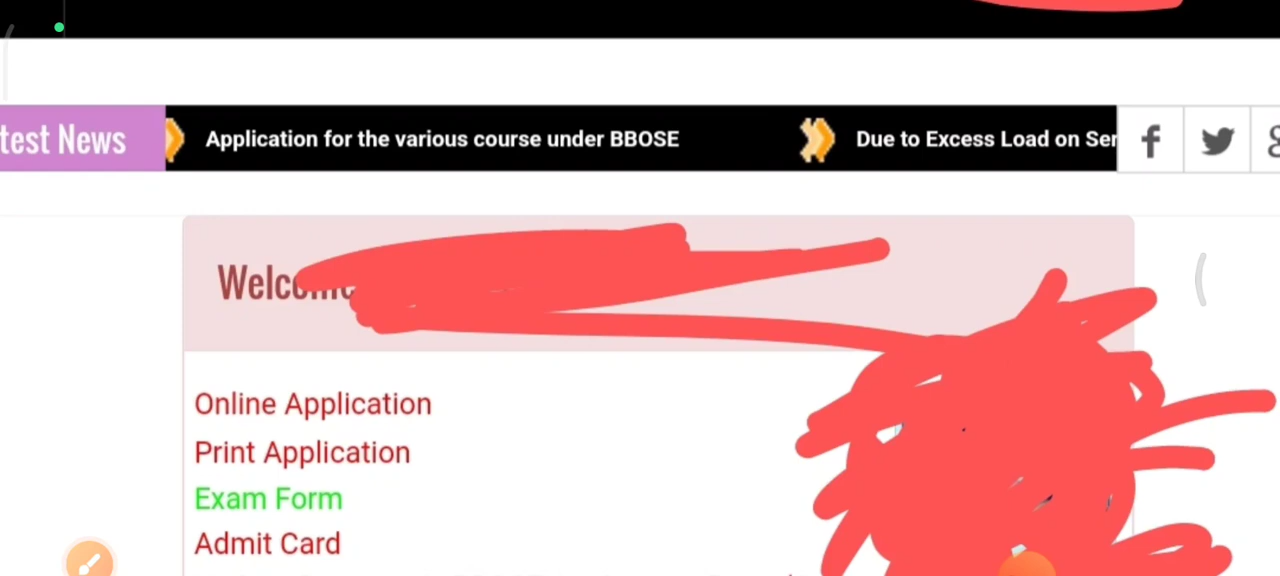 test News
Application for the various course under BBOSE
Due to Excess Load on Ser
Online Application
Print Application
Exam Form
Admit Card